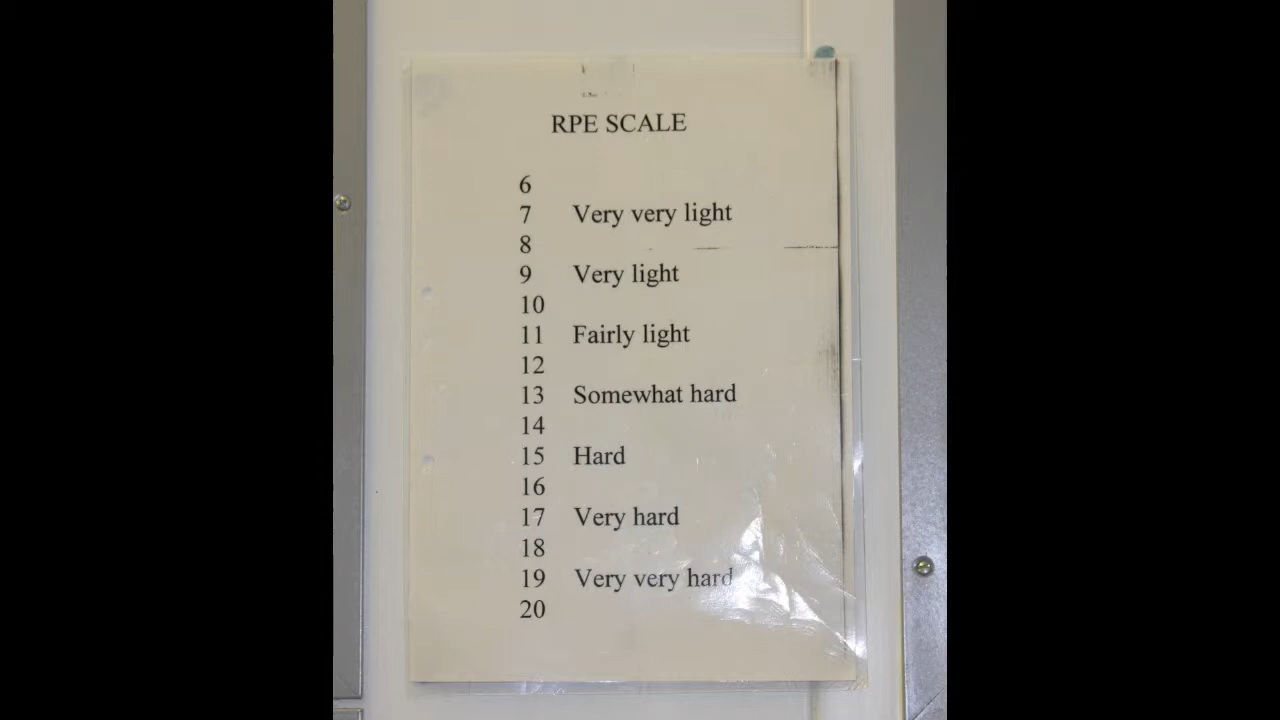 RPE SCALE
6
7 Very very light
8
9 Very light
10
11 Fairly light
12
13 Somewhat hard
14
15 Hard
16
17 Very hard
18
19 Very very hard
20